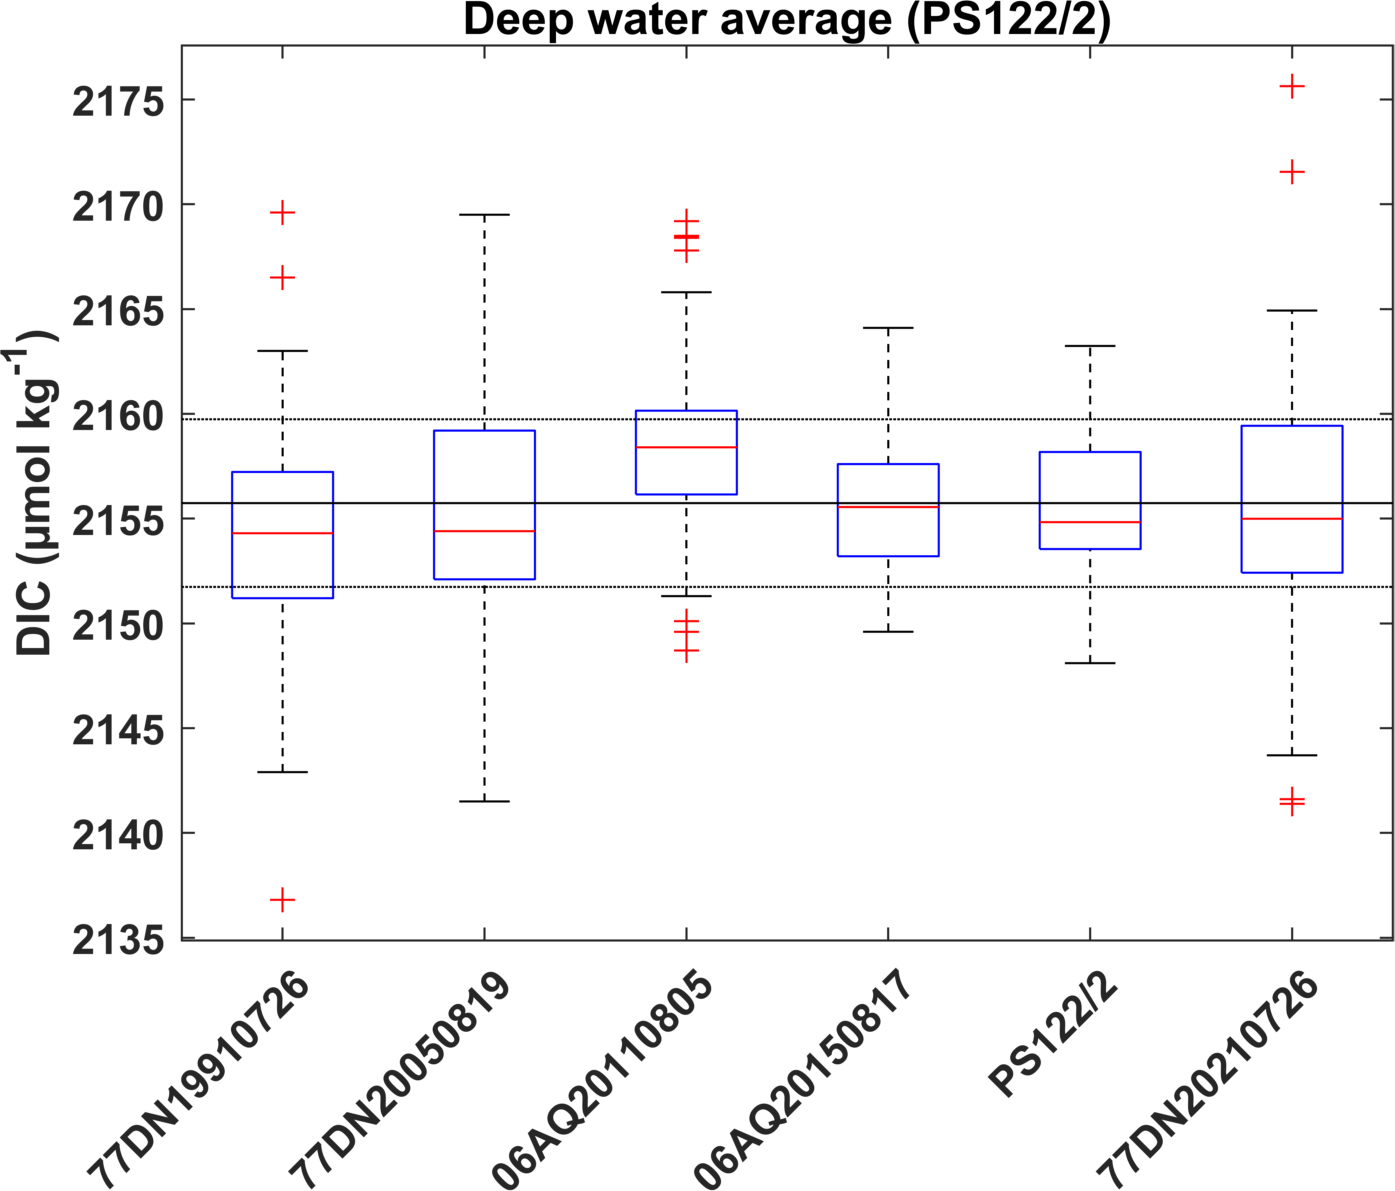 Deep water average (PS122/2)
DIC (µmol kg-1)
2175
2170
2165
2160
2155
2150
2145
2140
2135
77DN19910726
77DN20050819
06AQ20110805
06AQ20150817
PS122/2
77DN20210726